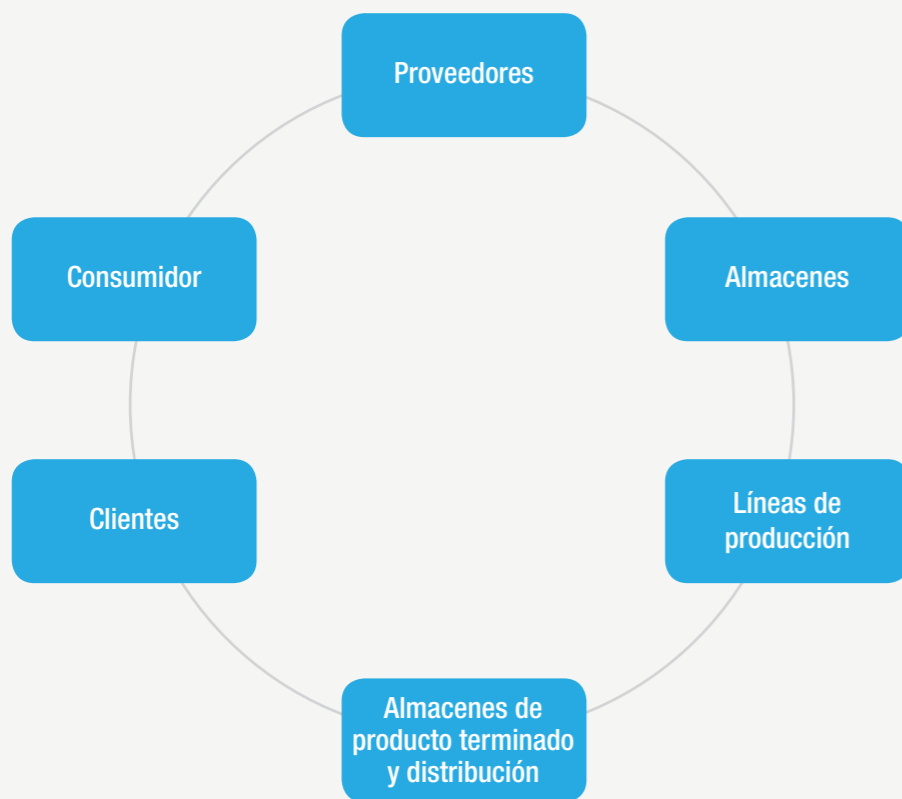 Proveedores
Almacenes
Líneas de
producción
Almacenes de
producto terminado
y distribución
Clientes
Consumidor